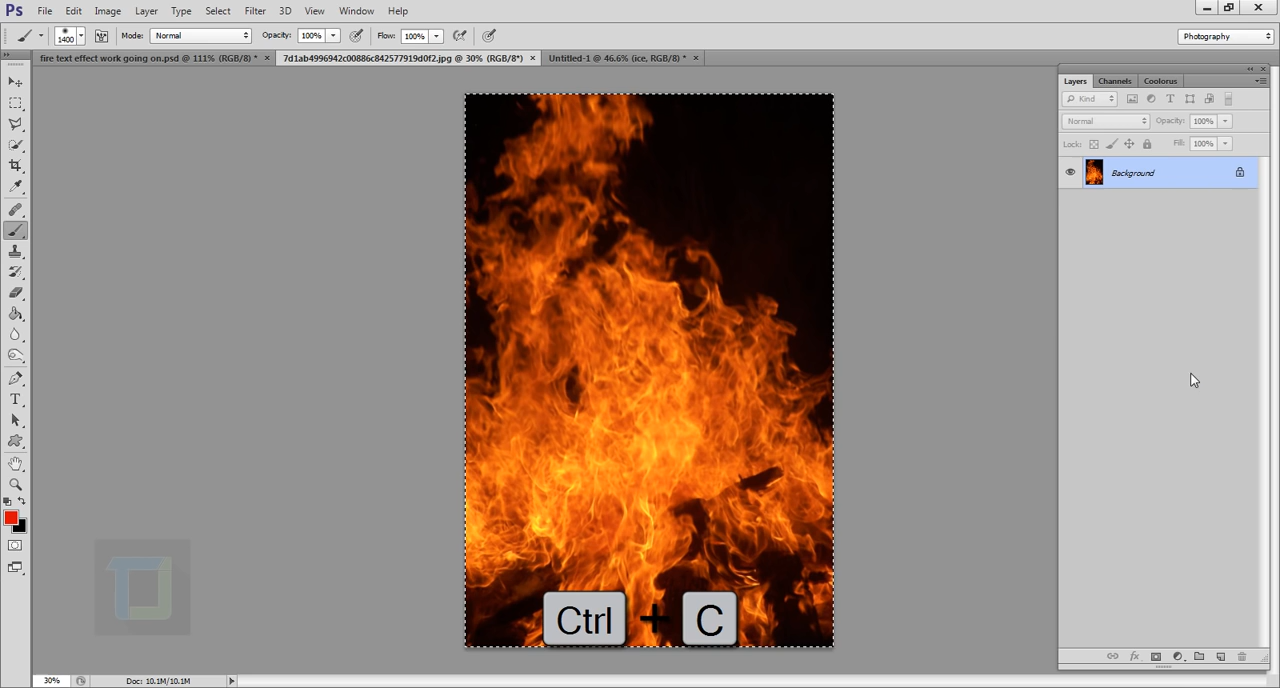 Ps File Edit Image Layer Type Select Filter 3D View Window Help
1400 Mode: Normal Opacity: 100% Flow: 100% Photography
fire text effect work going on.psd @ 111% (RGB/8) * × 7d1ab4996942c00886c842577919d0f2.jpg @ 30% (RGB/8*) × Untitled-1 @ 46.6% (ice, RGB/8) * ×
Layers Channels Coolorus
Kind
Normal Opacity: 100%
Lock: Fill: 100%
Background
Ctrl + C
30% Doc: 10.1M/10.1M